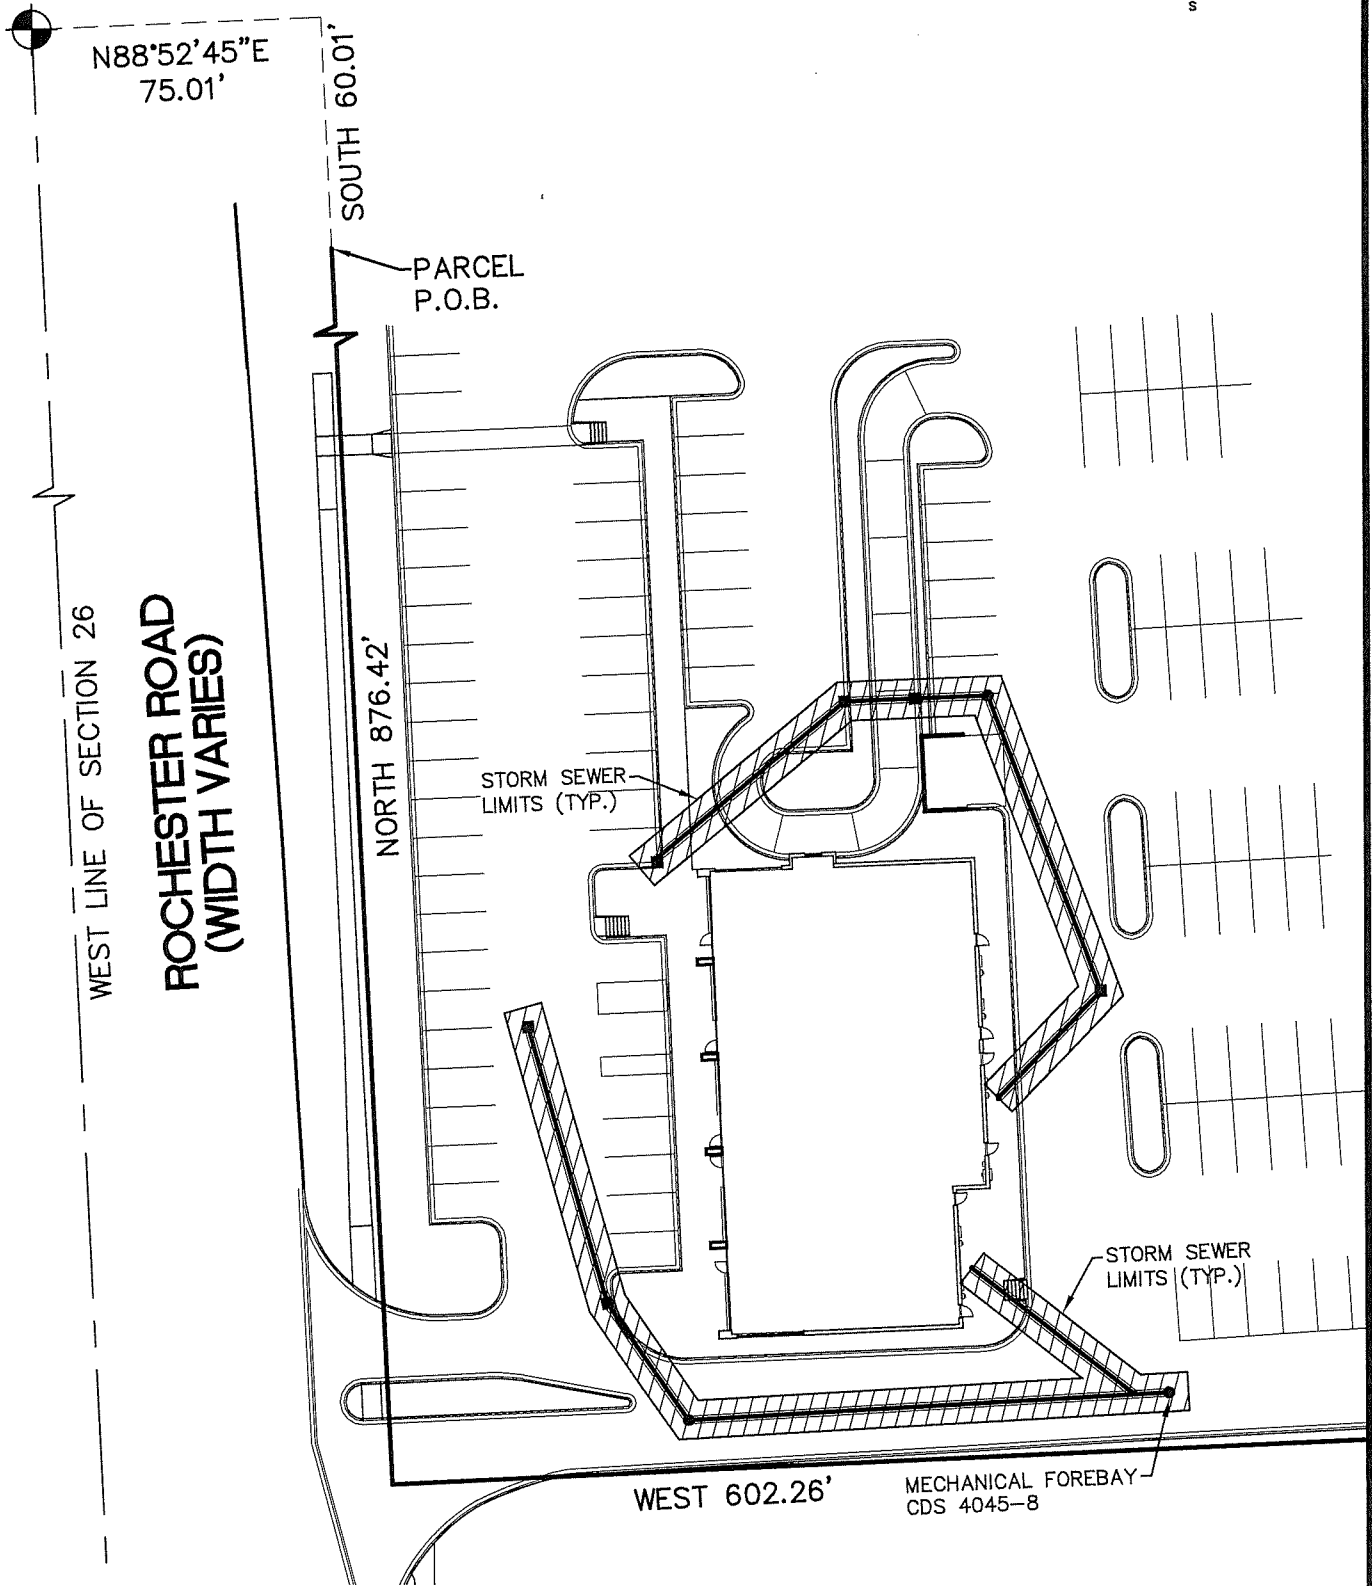 S
N88°52'45"E
75.01'
SOUTH 60.01'
PARCEL
P.O.B.
WEST LINE OF SECTION 26
ROCHESTER ROAD
(WIDTH VARIES)
NORTH 876.42'
STORM SEWER
LIMITS (TYP.)
STORM SEWER
LIMITS (TYP.)
WEST 602.26'
MECHANICAL FOREBAY
CDS 4045-8